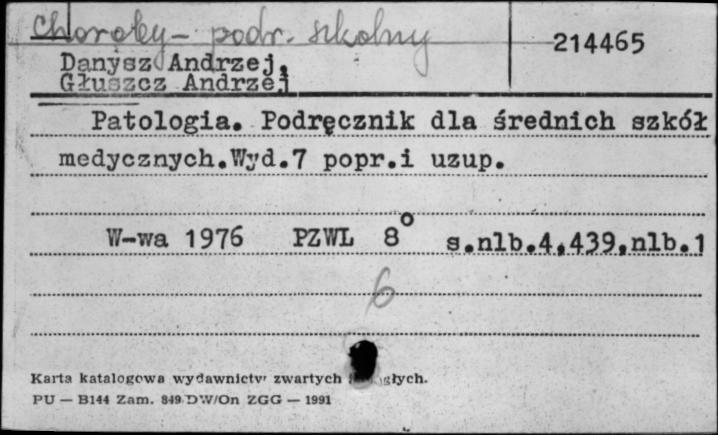 Choroby - podr. szkolny
214465
Danysz Andrzej,
Głuszcz Andrzej
Patologia. Podręcznik dla średnich szkół
medycznych.Wyd.7 popr.i uzup.
W-wa 1976 PZWL 8° s.nlb.4,439,nlb.1
6
Karta katalogowa wydawnictw zwartych
PU — B144 Zam. 849 DW/On ZGG — 1991